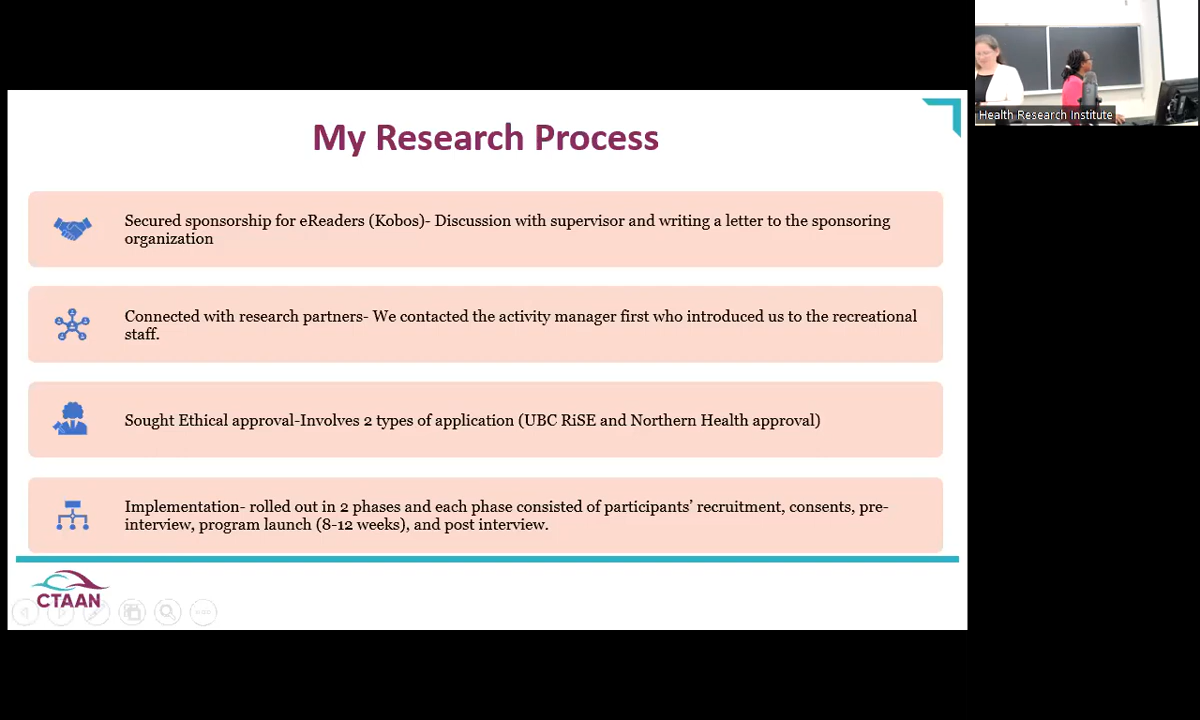 My Research Process
Secured sponsorship for eReaders (Kobos)- Discussion with supervisor and writing a letter to the sponsoring
organization
Connected with research partners- We contacted the activity manager first who introduced us to the recreational
staff.
Sought Ethical approval-Involves 2 types of application (UBC RiSE and Northern Health approval)
Implementation- rolled out in 2 phases and each phase consisted of participants’ recruitment, consents, pre-
interview, program launch (8-12 weeks), and post interview.
CTAAN
Health Research Institute